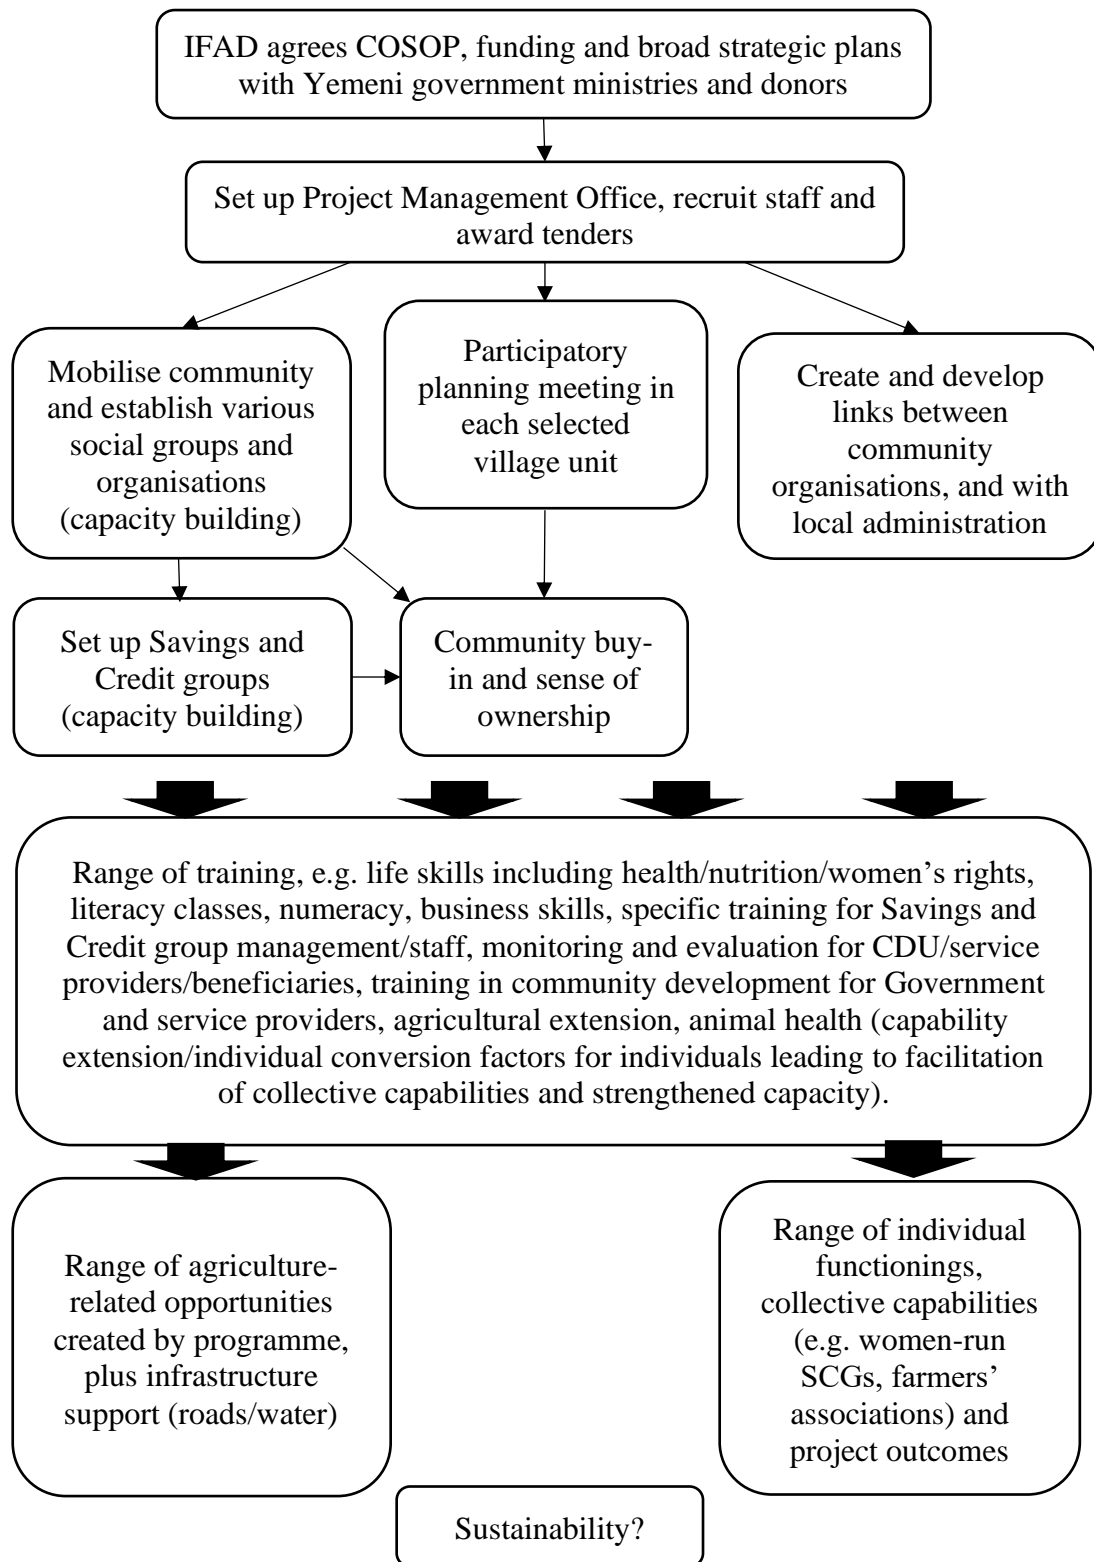 IFAD agrees COSOP, funding and broad strategic plans
with Yemeni government ministries and donors
Set up Project Management Office, recruit staff and
award tenders
Mobilise community
and establish various
social groups and
organisations
(capacity building)
Participatory
planning meeting in
each selected
village unit
Create and develop
links between
community
organisations, and with
local administration
Set up Savings and
Credit groups
(capacity building)
Community buy-
in and sense of
ownership
Range of training, e.g. life skills including health/nutrition/women’s rights,
literacy classes, numeracy, business skills, specific training for Savings and
Credit group management/staff, monitoring and evaluation for CDU/service
providers/beneficiaries, training in community development for Government
and service providers, agricultural extension, animal health (capability
extension/individual conversion factors for individuals leading to facilitation
of collective capabilities and strengthened capacity).
Range of agriculture-
related opportunities
created by programme,
plus infrastructure
support (roads/water)
Range of individual
functionings,
collective capabilities
(e.g. women-run
SCGs, farmers’
associations) and
project outcomes
Sustainability?